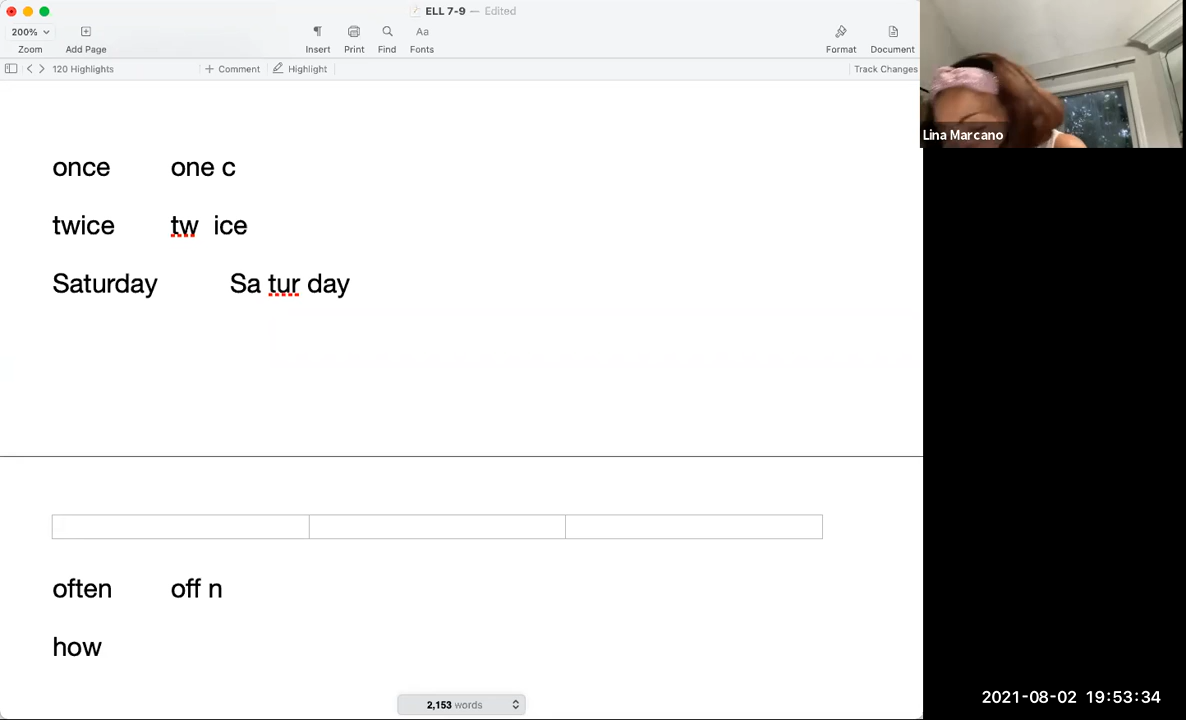 ELL 7-9 — Edited
200%
Zoom
Add Page
Insert
Print
Find
Aa
Fonts
Format
Document
120 Highlights
+ Comment
Highlight
Track Changes
Lina Marcano
once one c
twice tw ice
Saturday Sa tur day
often off n
how
2,153 words
2021-08-02 19:53:34